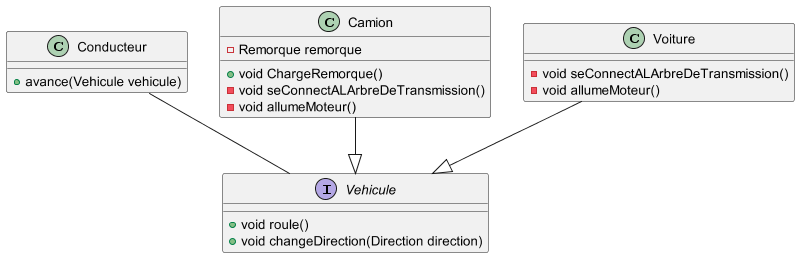 C Conducteur
avance(Vehicule vehicule)
C Camion
Remorque remorque
void ChargeRemorque()
void seConnectALArbreDeTransmission()
void allumeMoteur()
C Voiture
void seConnectALArbreDeTransmission()
void allumeMoteur()
I Vehicule
void roule()
void changeDirection(Direction direction)